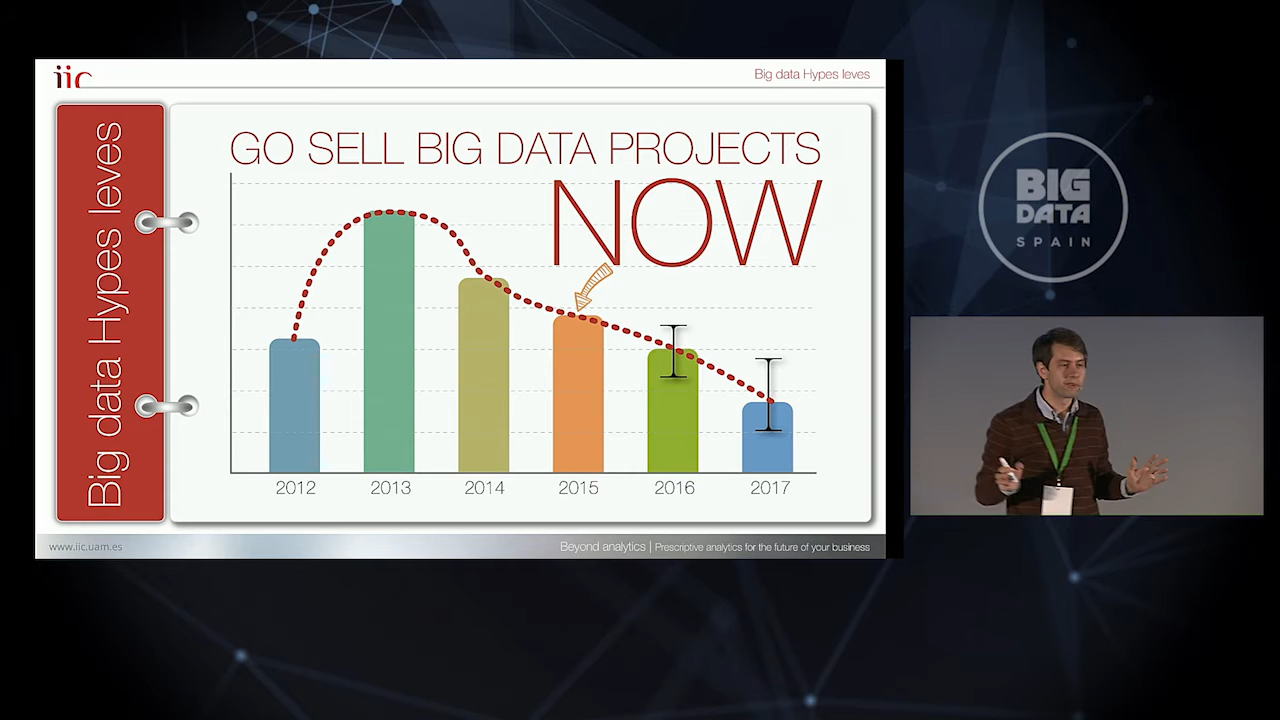 iic
Big data Hypes leves
Big data Hypes leves
GO SELL BIG DATA PROJECTS
NOW
2012
2013
2014
2015
2016
2017
www.iic.uam.es
Beyond analytics | Prescriptive analytics for the future of your business
BIG
DATA
SPAIN